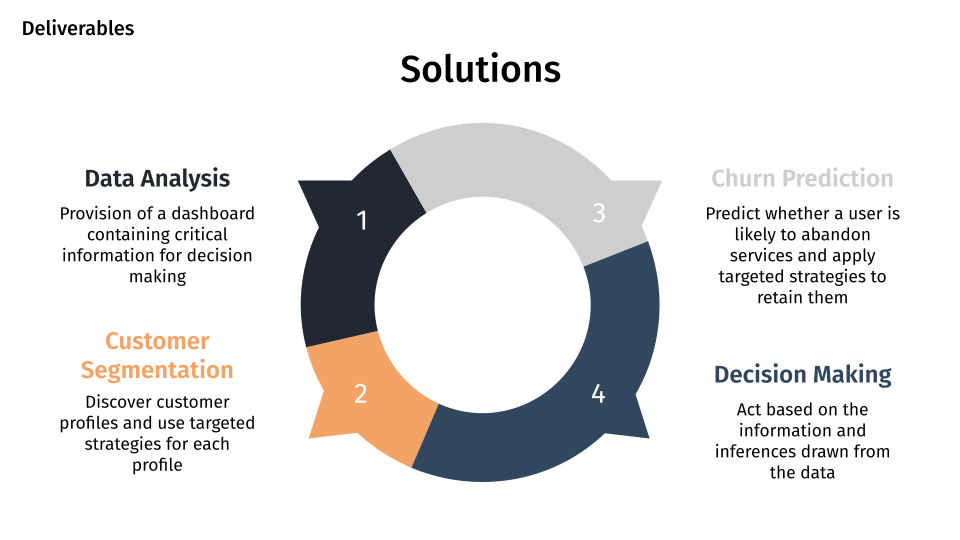 Deliverables
Solutions
Data Analysis
Provision of a dashboard
containing critical
information for decision
making
1
Customer
Segmentation
Discover customer
profiles and use targeted
strategies for each
profile
2
3
Churn Prediction
Predict whether a user is
likely to abandon
services and apply
targeted strategies to
retain them
4
Decision Making
Act based on the
information and
inferences drawn from
the data